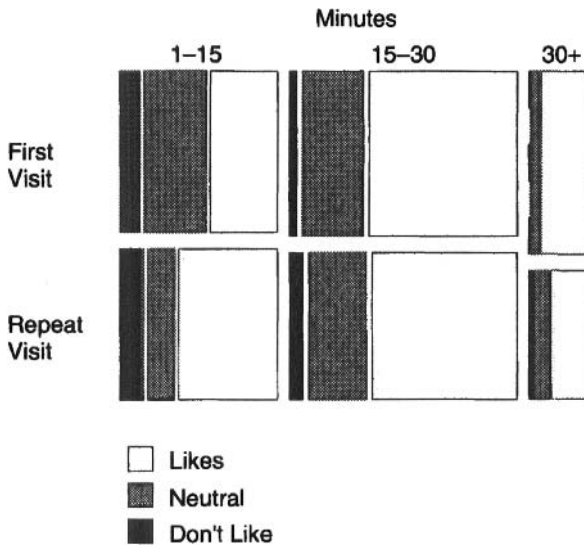 Minutes
1–15 15–30 30+
First
Visit
Repeat
Visit
Likes
Neutral
Don't Like